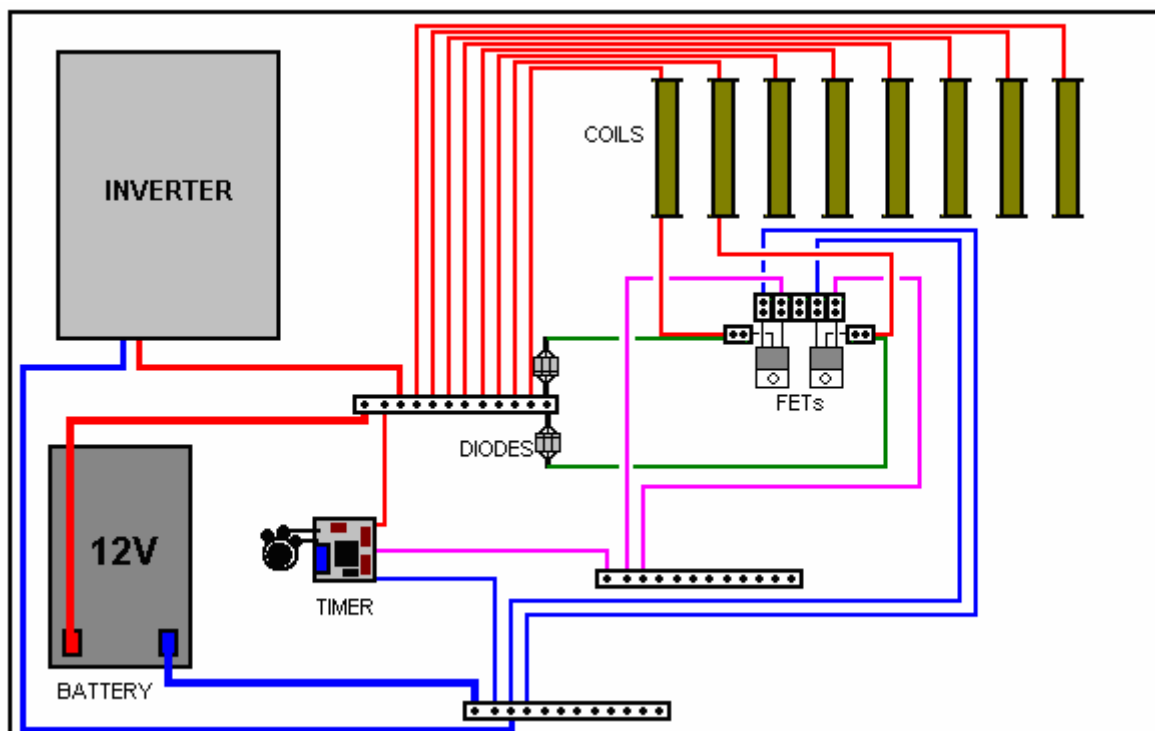 INVERTER
COILS
FETs
DIODES
12V
TIMER
BATTERY